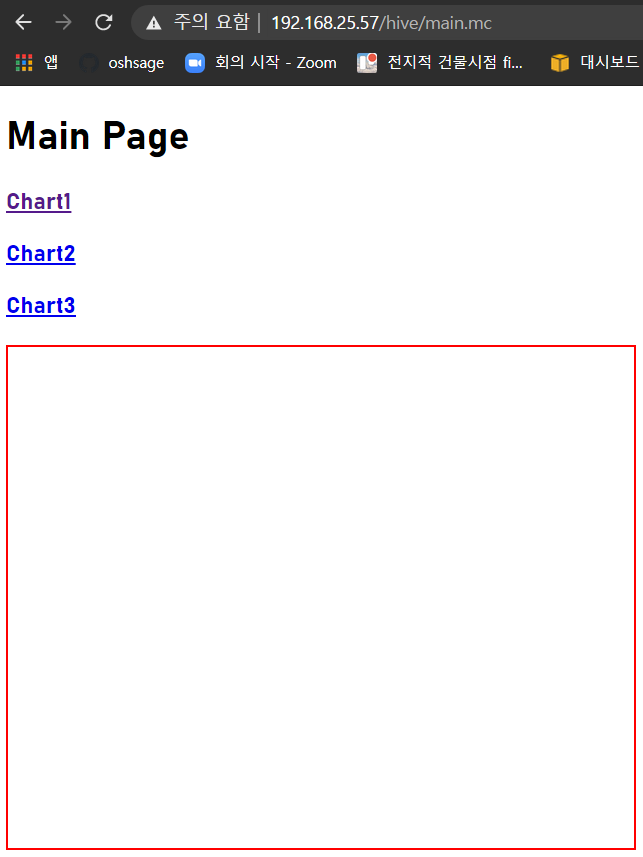 주의 요함 | 192.168.25.57/hive/main.mc
앱 oshsage 회의 시작 - Zoom 전지적 건물시점 fi... 대시보드
Main Page
Chart1
Chart2
Chart3